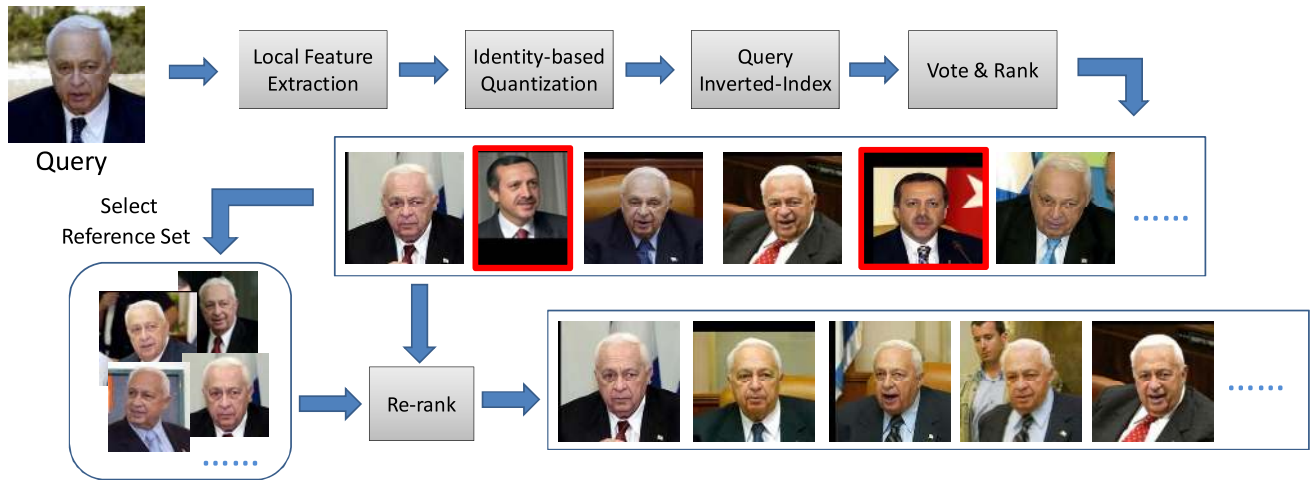 Query
Local Feature
Extraction
Identity-based
Quantization
Query
Inverted-Index
Vote & Rank
Select
Reference Set
......
......
Re-rank
......